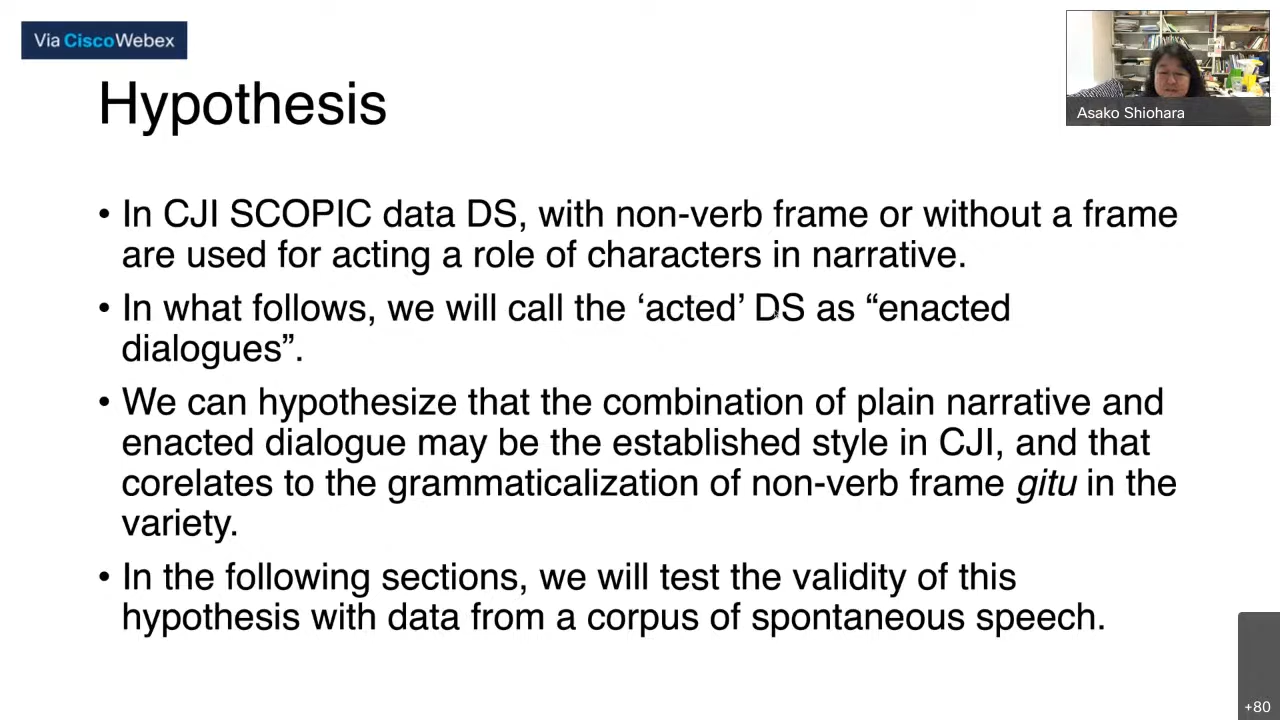 Via CiscoWebex
Asako Shiohara
Hypothesis
• In CJI SCOPIC data DS, with non-verb frame or without a frame
are used for acting a role of characters in narrative.
• In what follows, we will call the ‘acted’ DS as “enacted
dialogues”.
• We can hypothesize that the combination of plain narrative and
enacted dialogue may be the established style in CJI, and that
corelates to the grammaticalization of non-verb frame gitu in the
variety.
• In the following sections, we will test the validity of this
hypothesis with data from a corpus of spontaneous speech.
+80